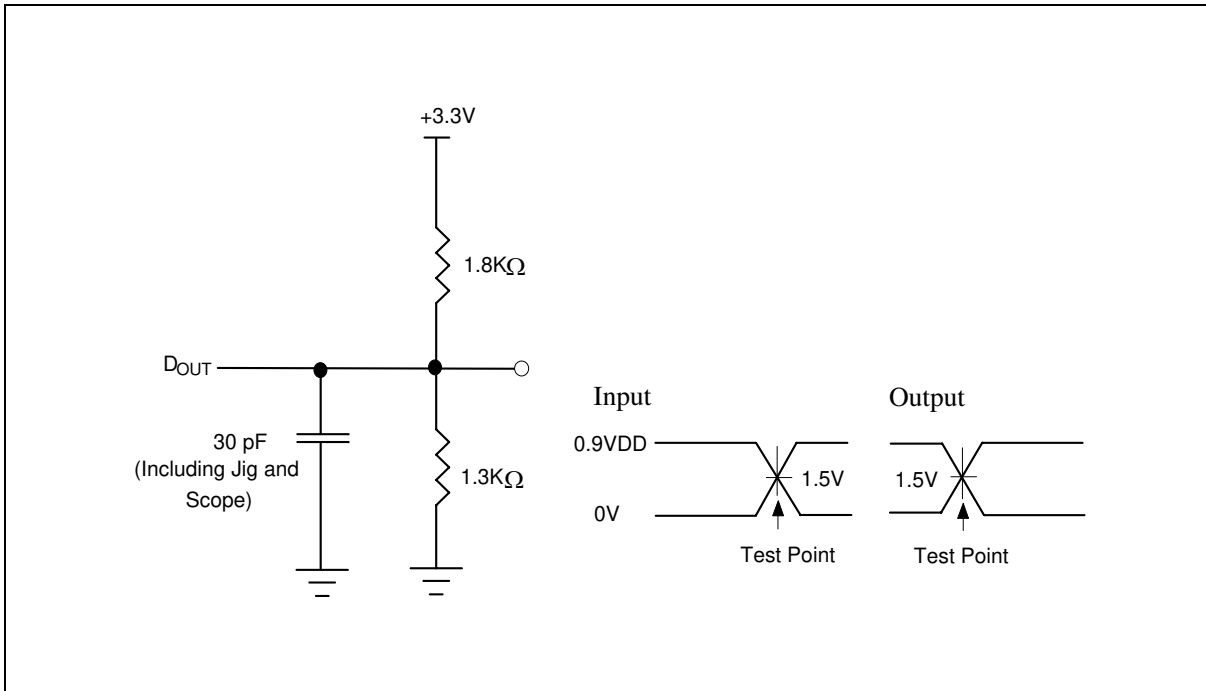 +3.3V
1.8KΩ
DOUT
30 pF
(Including Jig and
Scope)
1.3KΩ
Input
Output
0.9VDD
1.5V
1.5V
0V
Test Point
Test Point